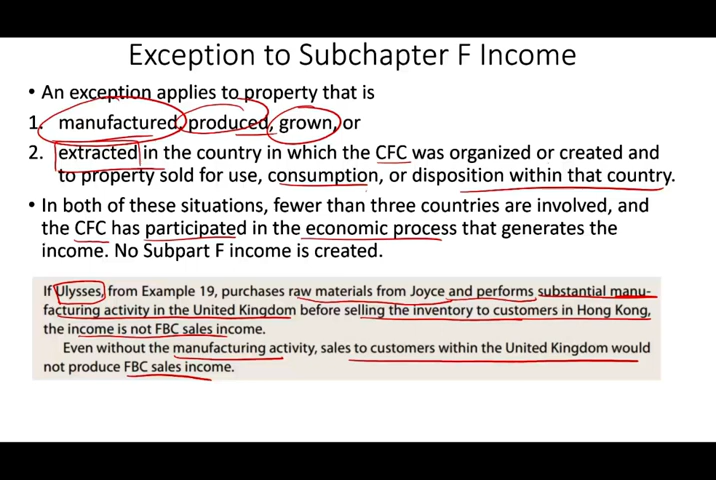 Exception to Subchapter F Income
• An exception applies to property that is
1. manufactured, produced, grown, or
2. extracted in the country in which the CFC was organized or created and
to property sold for use, consumption, or disposition within that country.
• In both of these situations, fewer than three countries are involved, and
the CFC has participated in the economic process that generates the
income. No Subpart F income is created.
If Ulysses, from Example 19, purchases raw materials from Joyce and performs substantial manu-
facturing activity in the United Kingdom before selling the inventory to customers in Hong Kong,
the income is not FBC sales income.
Even without the manufacturing activity, sales to customers within the United Kingdom would
not produce FBC sales income.